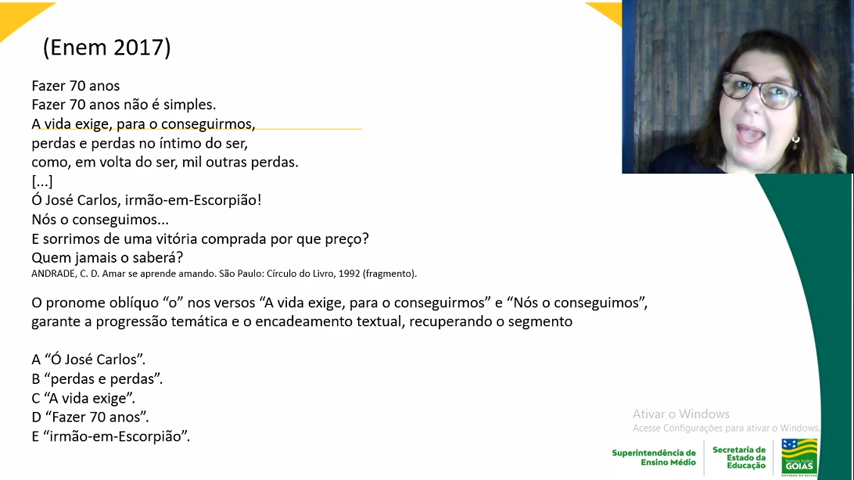 (Enem 2017)
Fazer 70 anos
Fazer 70 anos não é simples.
A vida exige, para o conseguirmos,
perdas e perdas no íntimo do ser,
como, em volta do ser, mil outras perdas.
[...]
Ó José Carlos, irmão-em-Escorpião!
Nós o conseguimos...
E sorrimos de uma vitória comprada por que preço?
Quem jamais o saberá?
ANDRADE, C. D. Amar se aprende amando. São Paulo: Círculo do Livro, 1992 (fragmento).
O pronome oblíquo “o” nos versos “A vida exige, para o conseguirmos” e “Nós o conseguimos”,
garante a progressão temática e o encadeamento textual, recuperando o segmento
A “Ó José Carlos”.
B “perdas e perdas”.
C “A vida exige”.
D “Fazer 70 anos”.
E “irmão-em-Escorpião”.
Ativar o Windows
Acesse Configurações para ativar o Windows.
Superintendência de
Ensino Médio
Secretaria de
Estado da
Educação
GOIÁS